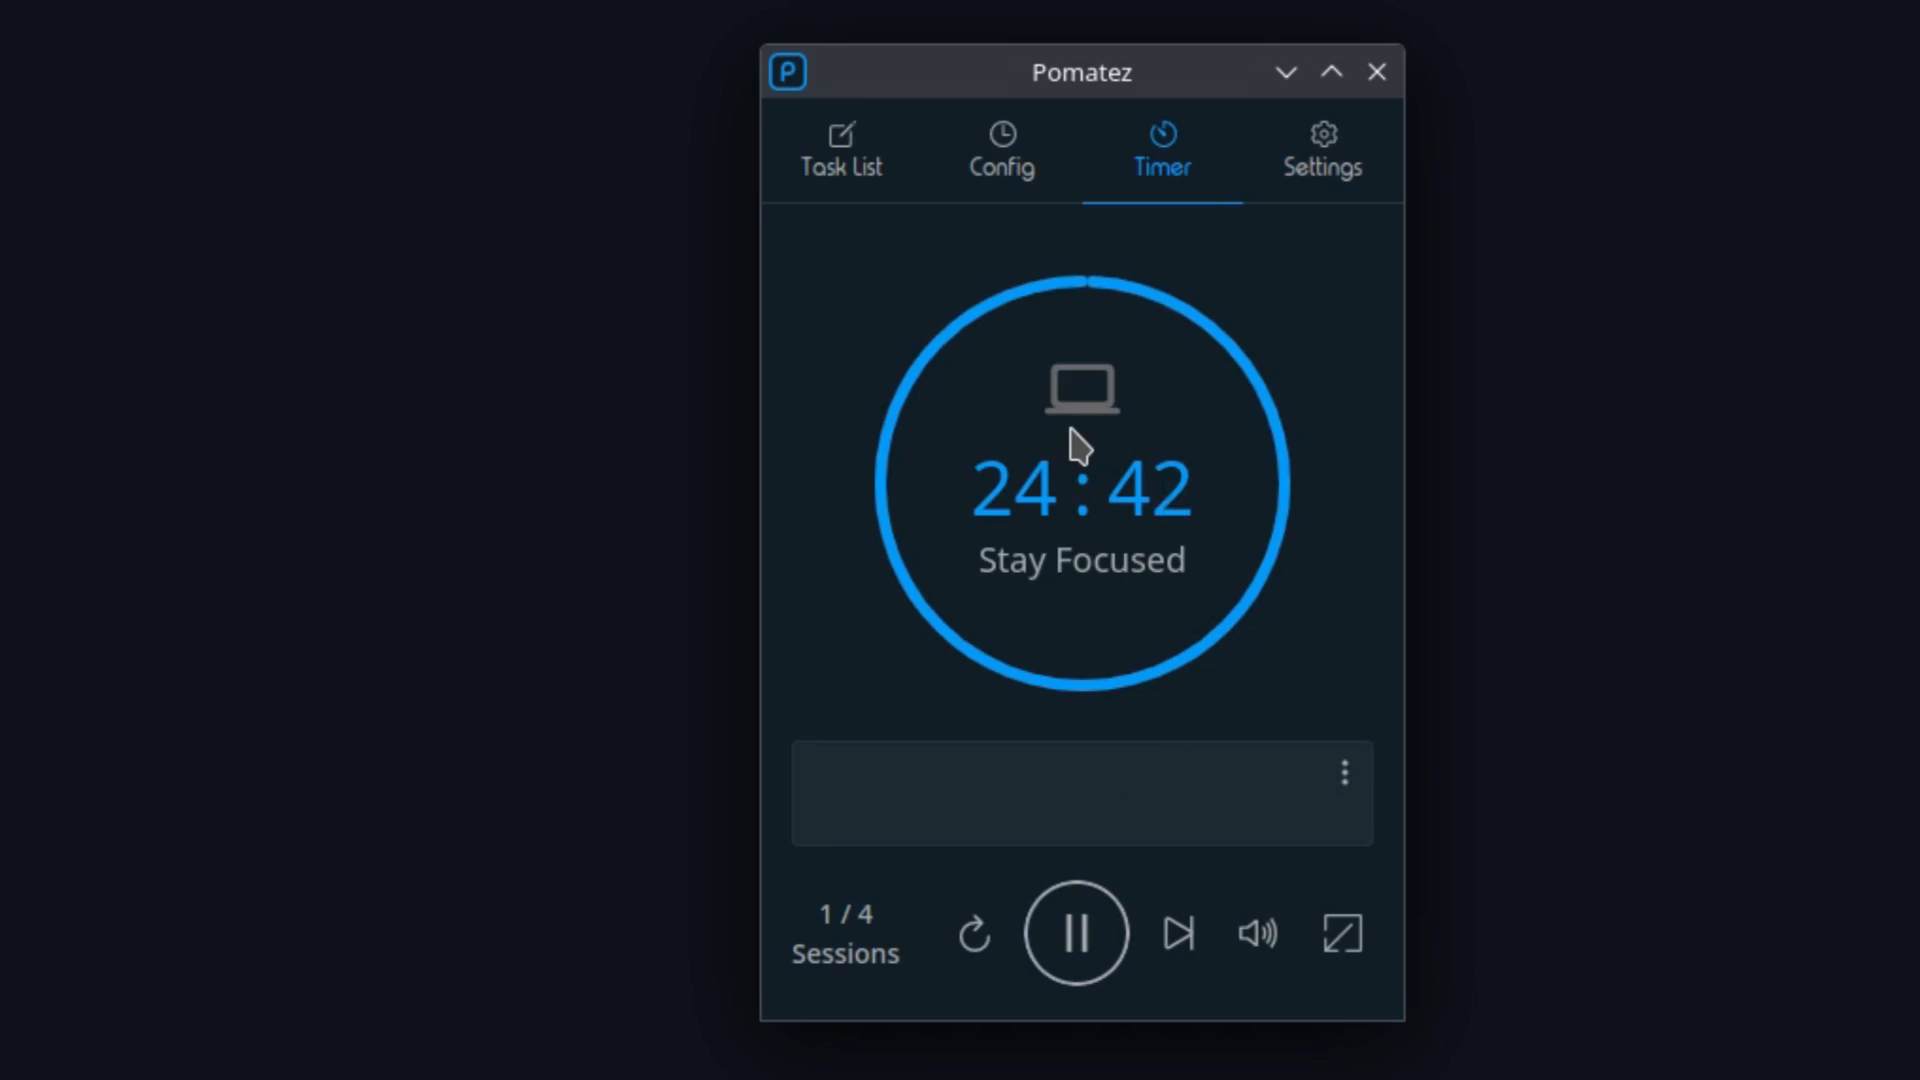 P
Pomatez
Task List
Config
Timer
Settings
24 : 42
Stay Focused
1 / 4
Sessions